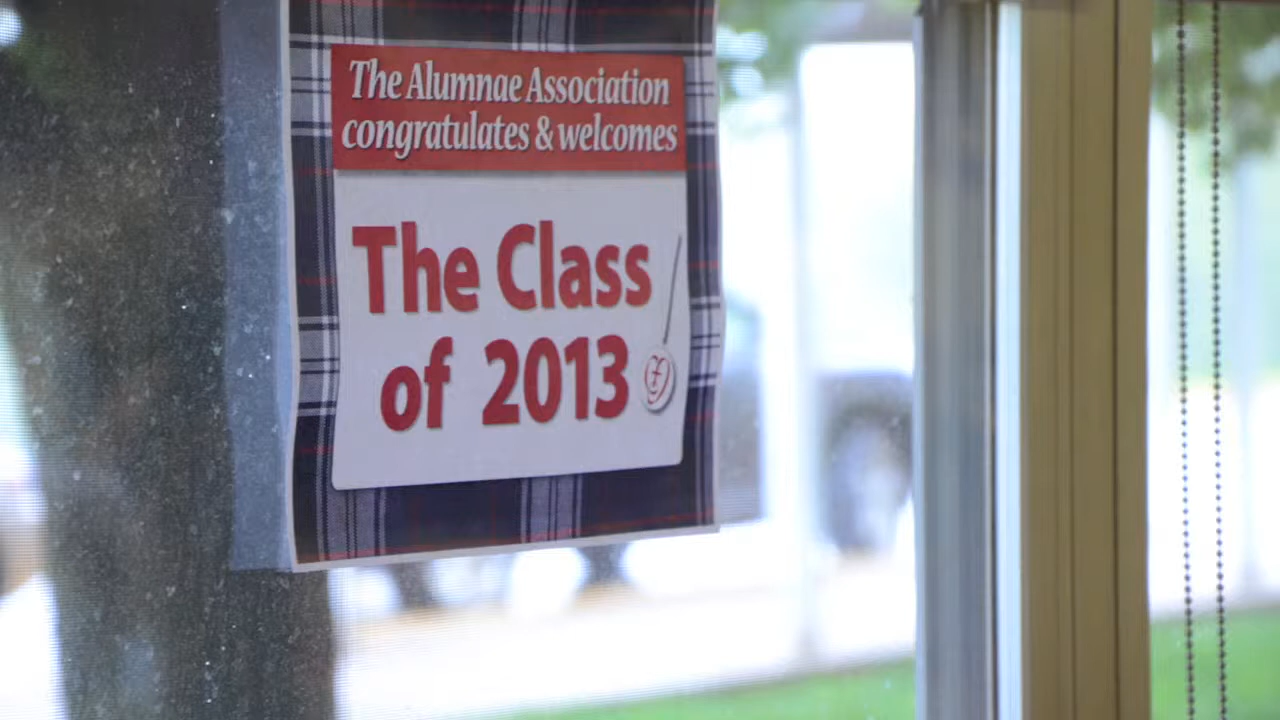 The Alumnae Association
congratulates & welcomes
The Class
of 2013